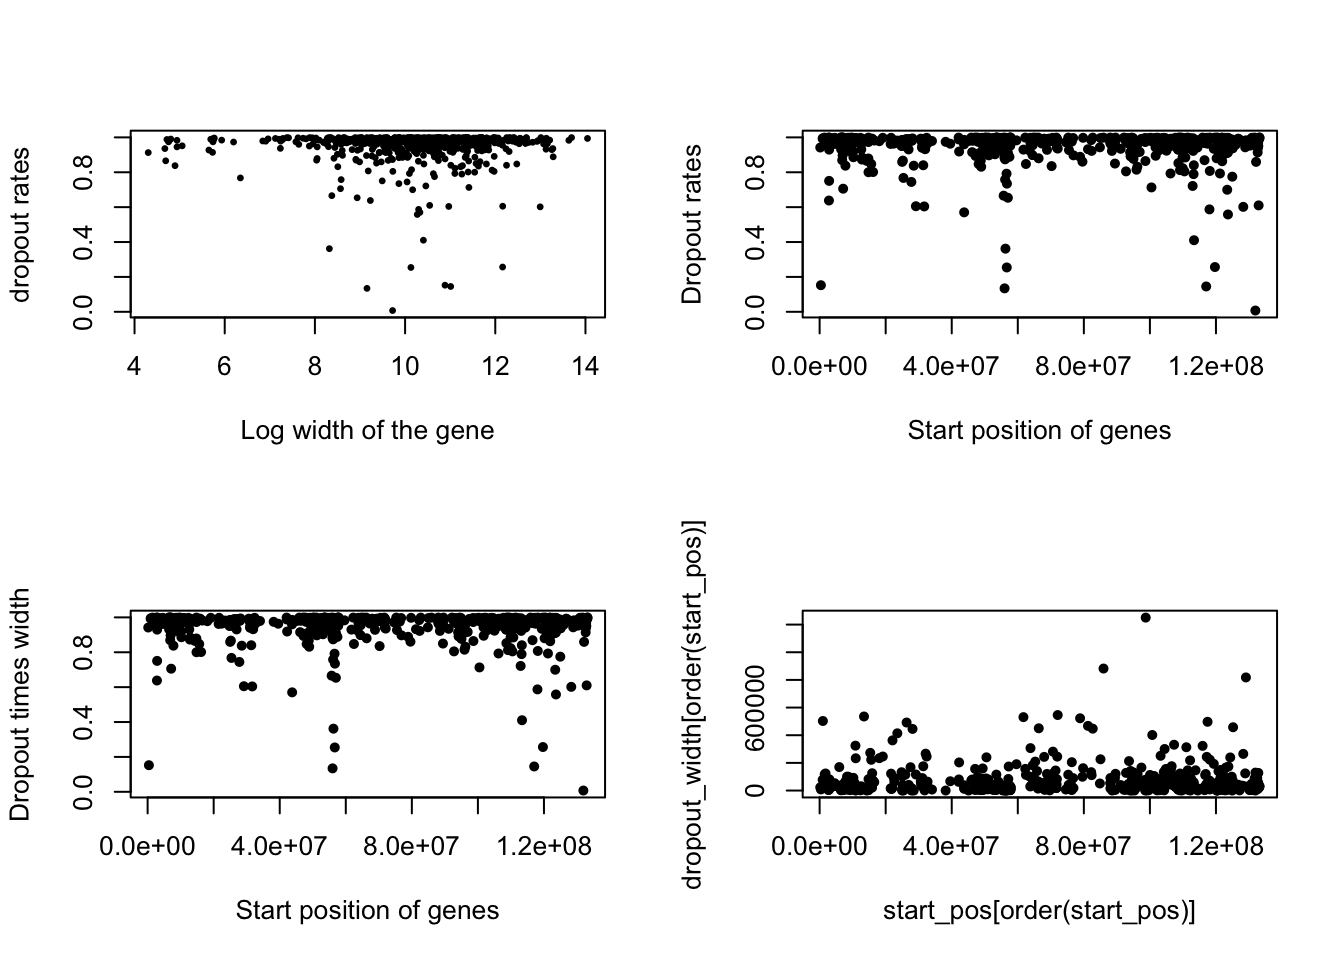 dropout rates
0.0 0.4 0.8
4 6 8 10 12 14
Log width of the gene
Dropout rates
0.0 0.4 0.8
0.0e+00 4.0e+07 8.0e+07 1.2e+08
Start position of genes
Dropout times width
0.0 0.4 0.8
0.0e+00 4.0e+07 8.0e+07 1.2e+08
Start position of genes
dropout_width[order(start_pos)]
0 600000
0.0e+00 4.0e+07 8.0e+07 1.2e+08
start_pos[order(start_pos)]